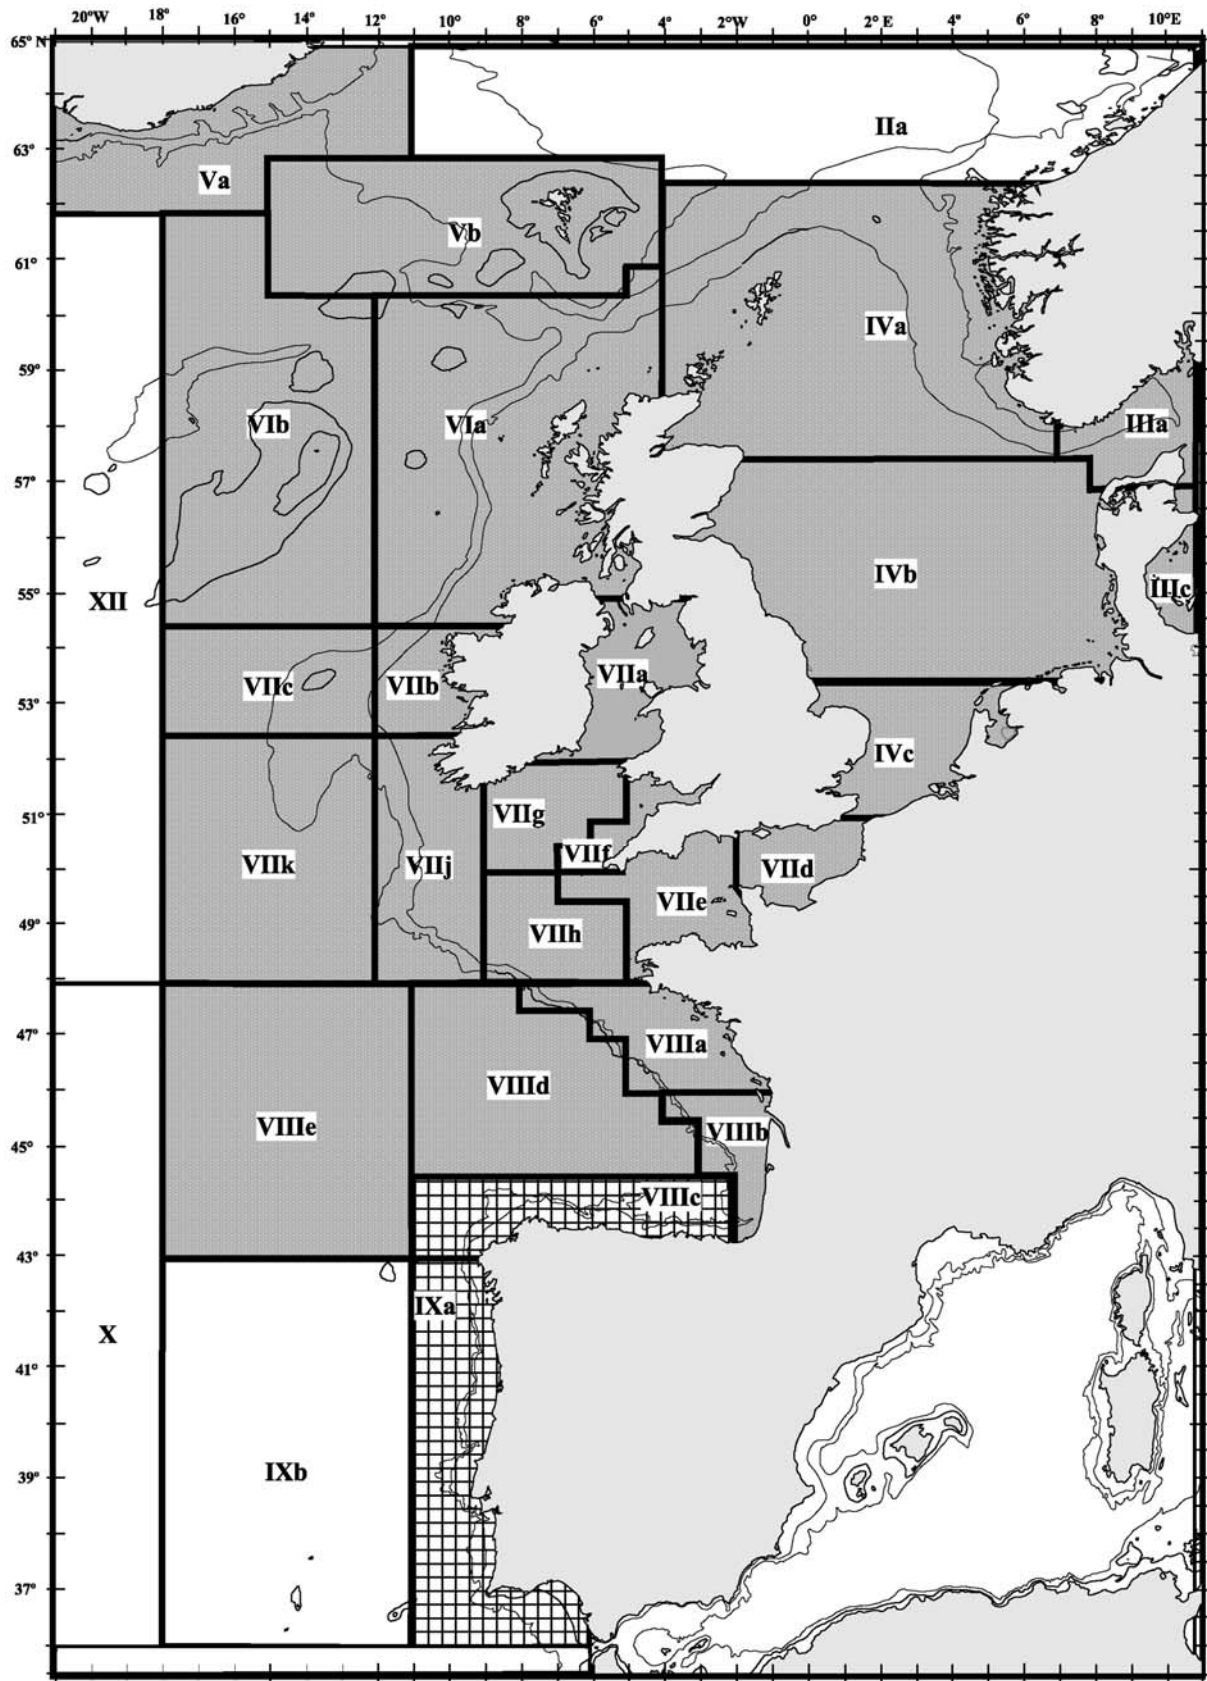 20°W 18° 16° 14° 12° 10° 8° 6° 4° 2°W 0° 2° E 4° 6° 8° 10°E
65° N
IIa
63°
Va
Vb
61°
IVa
59°
VIb VIa IIIa
57°
IVb
55° XII IIIc
VIIa
53° VIIc VIIb
IVc
51° VIIg
VIIf
VIIk VIIj VIId
49° VIIe
VIIh
47° VIIIa
VIIId
45° VIIIe VIIIb
VIIIc
43°
IXa
X
41°
39° IXb
37°